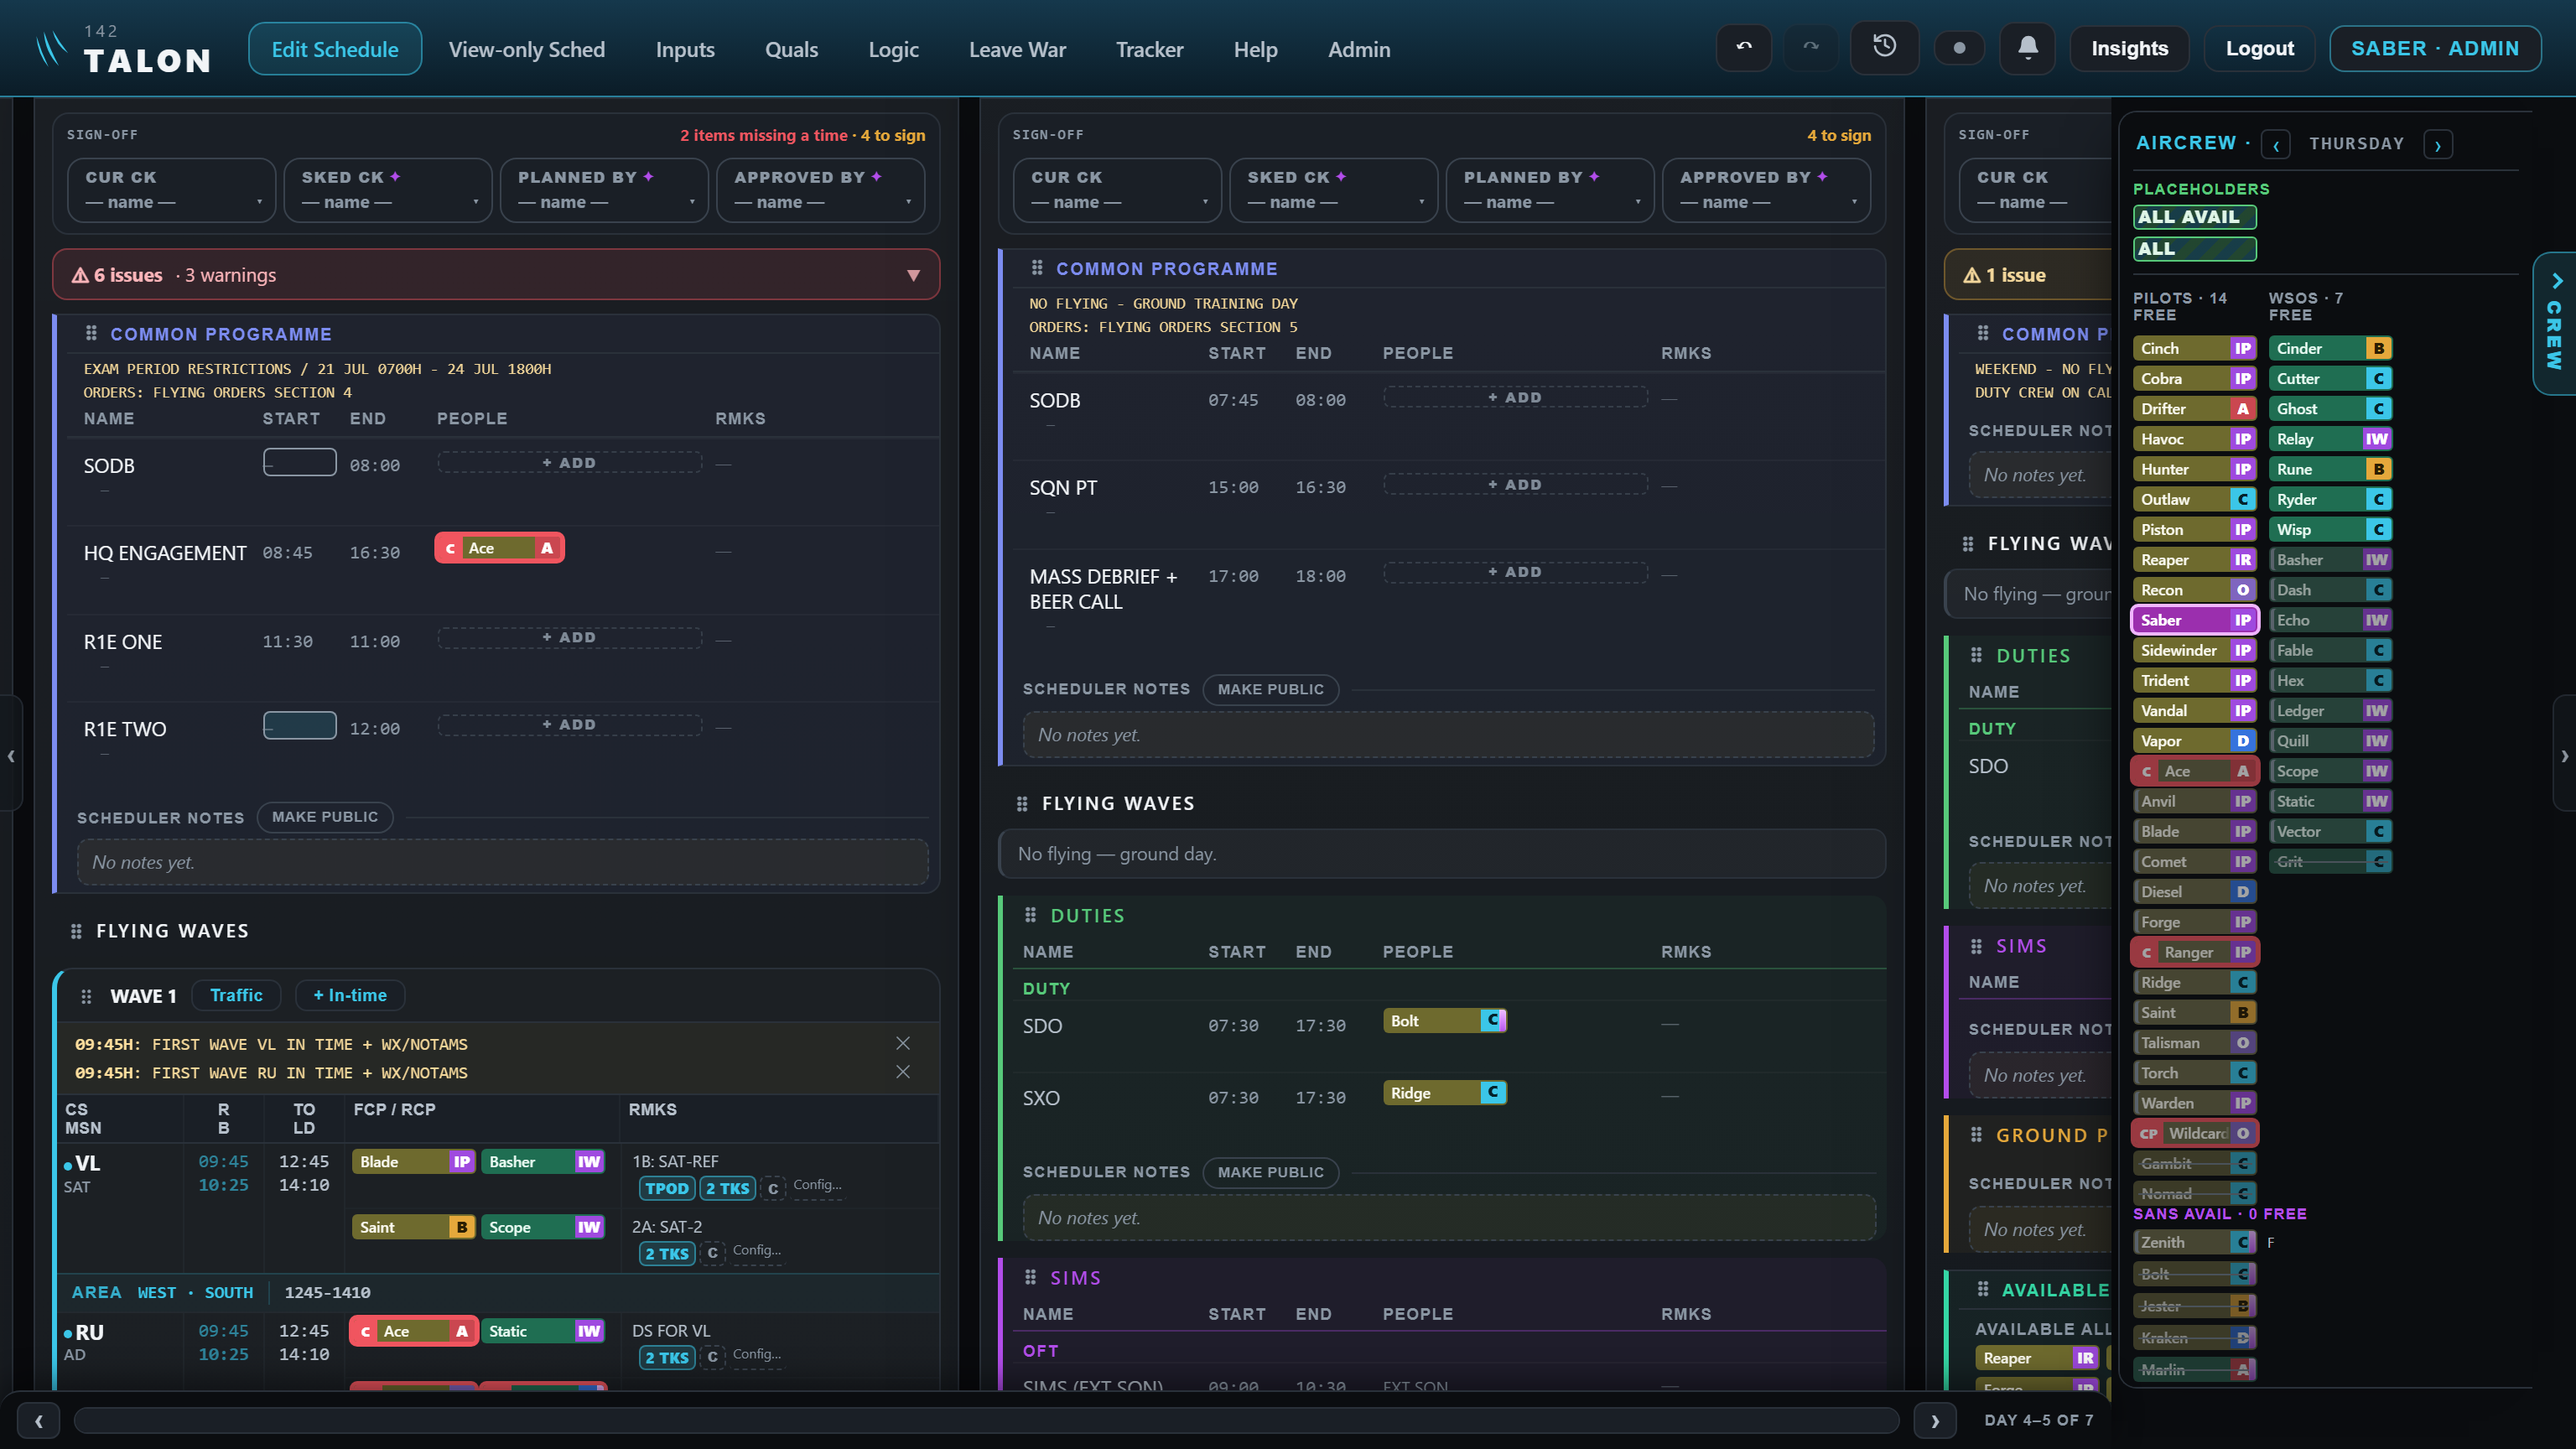 142
TALON
Edit Schedule
View-only Sched
Inputs
Quals
Logic
Leave War
Tracker
Help
Admin
Insights
Logout
SABER · ADMIN
SIGN-OFF
2 items missing a time · 4 to sign
CUR CK
— name —
SKED CK ✦
— name —
PLANNED BY ✦
— name —
APPROVED BY ✦
— name —
⚠ 6 issues · 3 warnings
COMMON PROGRAMME
EXAM PERIOD RESTRICTIONS / 21 JUL 0700H - 24 JUL 1800H
ORDERS: FLYING ORDERS SECTION 4
NAME START END PEOPLE RMKS
SODB — 08:00 + ADD —
—
HQ ENGAGEMENT 08:45 16:30 C Ace A —
—
R1E ONE 11:30 11:00 + ADD —
—
R1E TWO — 12:00 + ADD —
—
SCHEDULER NOTES MAKE PUBLIC
No notes yet.
FLYING WAVES
WAVE 1 Traffic + In-time
09:45H: FIRST WAVE VL IN TIME + WX/NOTAMS
09:45H: FIRST WAVE RU IN TIME + WX/NOTAMS
CS R TO FCP / RCP RMKS
MSN B LD
VL 09:45 12:45 Blade IP Basher IW 1B: SAT-REF
SAT 10:25 14:10 TPOD 2 TKS C Config...
Saint B Scope IW 2A: SAT-2
2 TKS C Config...
AREA WEST · SOUTH 1245-1410
RU 09:45 12:45 C Ace A Static IW DS FOR VL
AD 10:25 14:10 2 TKS C Config...
SIGN-OFF
4 to sign
CUR CK
— name —
SKED CK ✦
— name —
PLANNED BY ✦
— name —
APPROVED BY ✦
— name —
COMMON PROGRAMME
NO FLYING - GROUND TRAINING DAY
ORDERS: FLYING ORDERS SECTION 5
NAME START END PEOPLE RMKS
SODB 07:45 08:00 + ADD —
—
SQN PT 15:00 16:30 + ADD —
—
MASS DEBRIEF + 17:00 18:00 + ADD —
BEER CALL
—
SCHEDULER NOTES MAKE PUBLIC
No notes yet.
FLYING WAVES
No flying — ground day.
DUTIES
NAME START END PEOPLE RMKS
DUTY
SDO 07:30 17:30 Bolt C —
SXO 07:30 17:30 Ridge C —
SCHEDULER NOTES MAKE PUBLIC
No notes yet.
SIMS
NAME START END PEOPLE RMKS
OFT
SIMS (EXT SQN) 09:00 10:30 EXT SQN —
SIGN-OFF
CUR CK
— name —
⚠ 1 issue
COMMON P
WEEKEND - NO FLY
DUTY CREW ON CAL
SCHEDULER NOT
No notes yet.
FLYING WAV
No flying — groun
DUTIES
NAME
DUTY
SDO
SCHEDULER NOT
No notes yet.
SIMS
NAME
SCHEDULER NOT
No notes yet.
GROUND P
SCHEDULER NOT
No notes yet.
AVAILABLE
AVAILABLE ALL
Reaper IR
Forge IP
AIRCREW · ‹ THURSDAY ›
PLACEHOLDERS
ALL AVAIL
ALL
PILOTS · 14 FREE
Cinch IP
Cobra IP
Drifter A
Havoc IP
Hunter IP
Outlaw C
Piston IP
Reaper IR
Recon O
Saber IP
Sidewinder IP
Trident IP
Vandal IP
Vapor D
C Ace A
Anvil IP
Blade IP
Comet IP
Diesel D
Forge IP
C Ranger IP
Ridge C
Saint B
Talisman O
Torch C
Warden IP
CP Wildcard O
Gambit C
Nomad C
WSOS · 7 FREE
Cinder B
Cutter C
Ghost C
Relay IW
Rune B
Ryder C
Wisp C
Basher IW
Dash C
Echo IW
Fable C
Hex C
Ledger IW
Quill IW
Scope IW
Static IW
Vector C
Grit C
SANS AVAIL · 0 FREE
Zenith C F
Bolt C
Jester B
Kraken D
Marlin A
CREW
DAY 4–5 OF 7